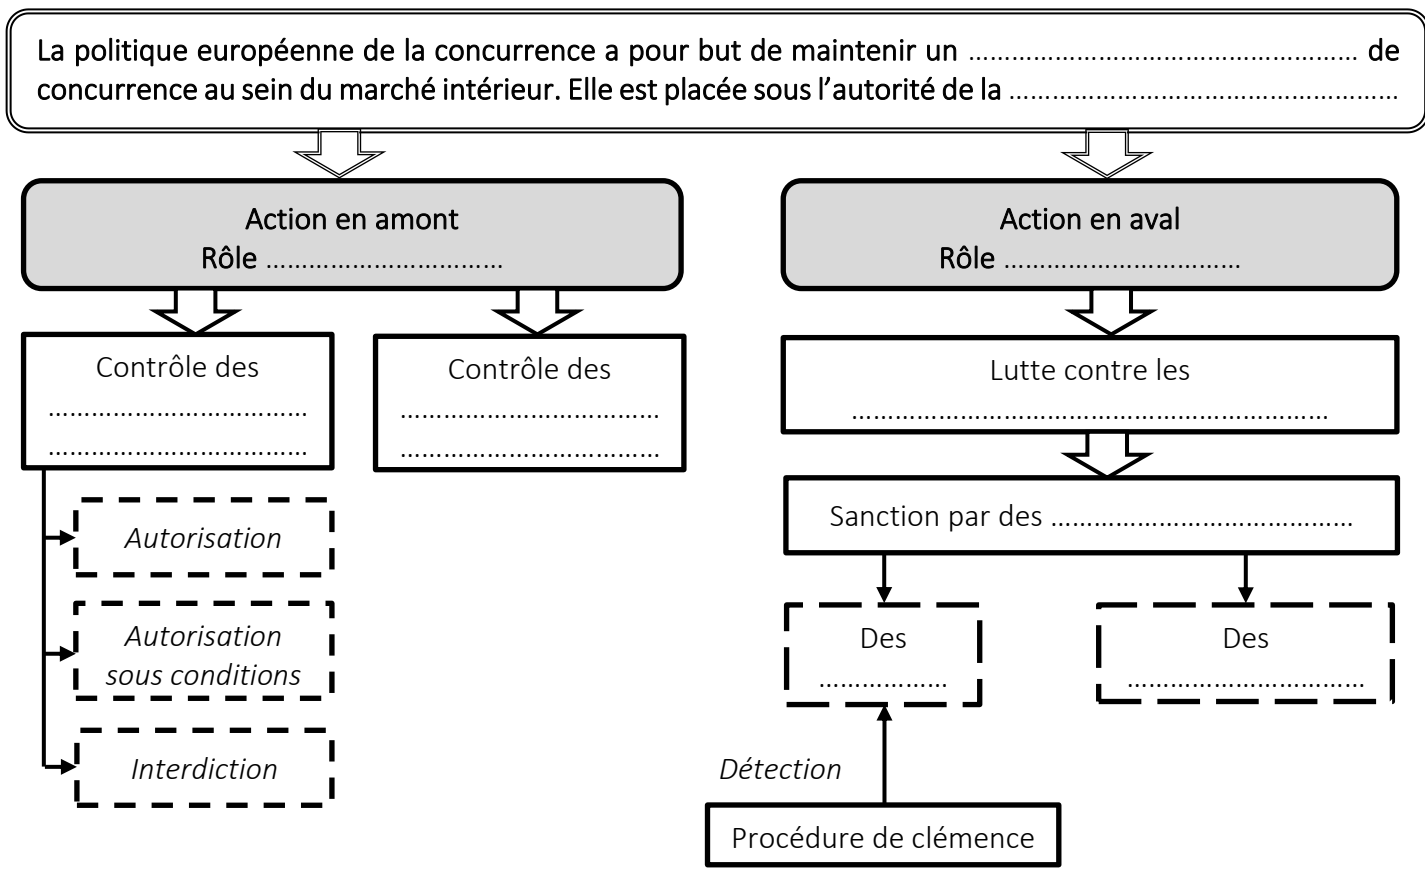 La politique européenne de la concurrence a pour but de maintenir un ................................................ de
concurrence au sein du marché intérieur. Elle est placée sous l’autorité de la ................................................
Action en amont
Rôle .................................
Action en aval
Rôle .................................
Contrôle des
....................................
....................................
Contrôle des
....................................
....................................
Lutte contre les
..................................................................
Autorisation
Sanction par des ..........................................
Autorisation
sous conditions
Des
..................
Des
.................................
Interdiction
Détection
Procédure de clémence